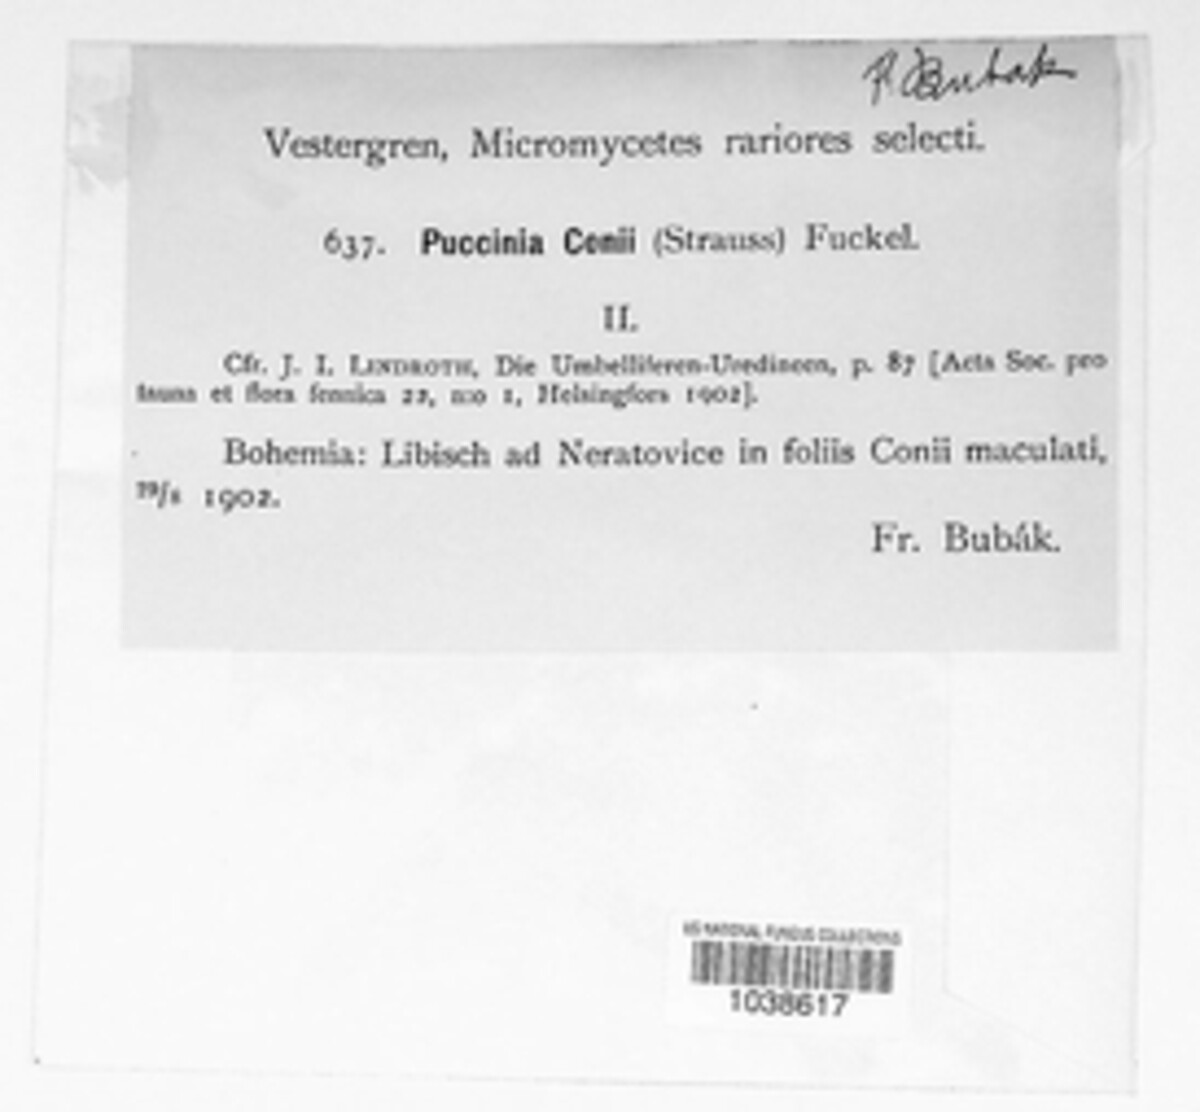 Bubak
Vestergren, Micromycetes rariores selecti.
637. Puccinia Conii (Strauss) Fuckel.
II.
Cfr. J. I. LINDROTH, Die Umbelliferen-Uredineen, p. 87 [Acta Soc. pro
fauna et flora fennica 22, no 1, Helsingfors 1902].
Bohemia: Libisch ad Neratovice in foliis Conii maculati,
1902.
Fr. Bubák.
US NATIONAL FUNGUS COLLECTIONS
1038617